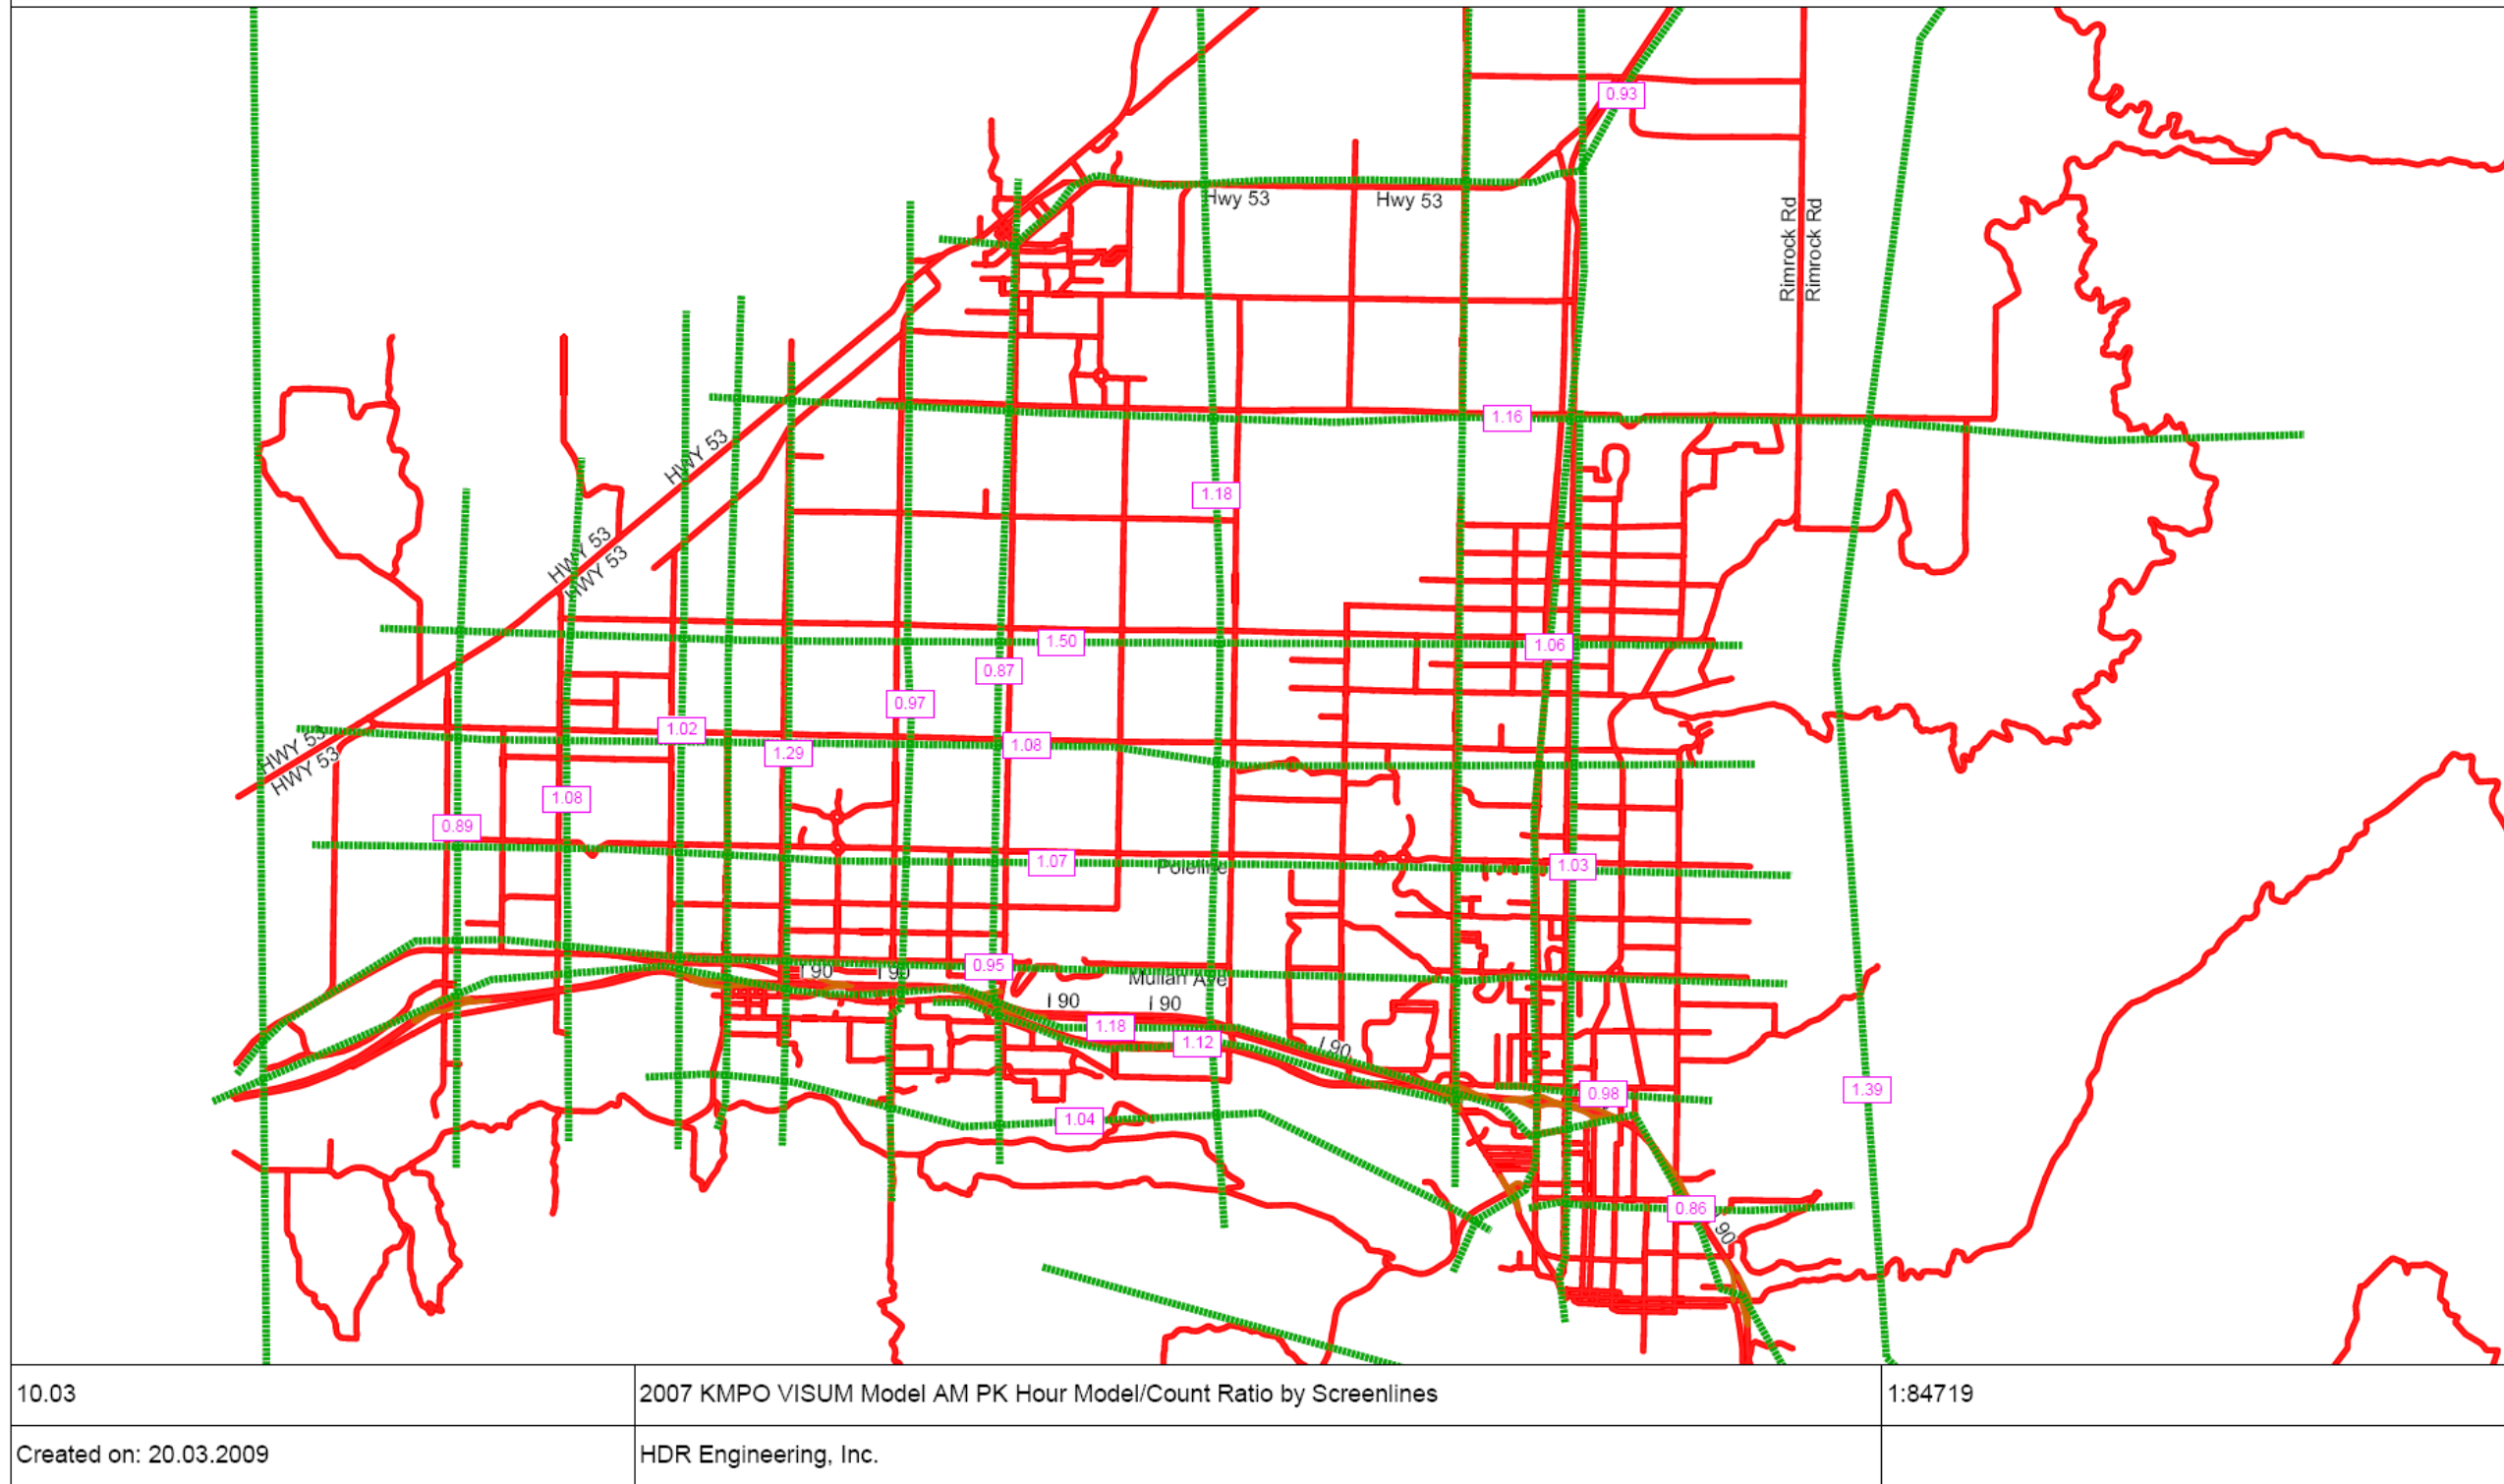 0.93
Hwy 53
Hwy 53
Rimrock Rd
Rimrock Rd
1.16
HWY 53
1.18
HWY 53
HWY 53
1.50
1.06
0.87
0.97
1.02
HWY 53
HWY 53
1.29
1.08
1.08
0.89
1.07
Poleline
1.03
I 90
I 90
0.95
Mullan Ave
I 90
I 90
1.18
1.12
I 90
0.98
1.39
1.04
0.86
90
10.03
2007 KMPO VISUM Model AM PK Hour Model/Count Ratio by Screenlines
1:84719
Created on: 20.03.2009
HDR Engineering, Inc.